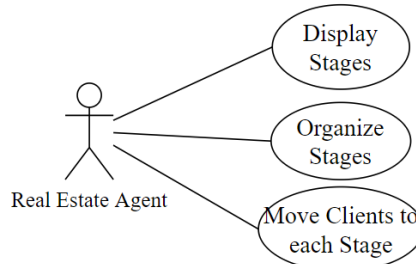 Display
Stages
Organize
Stages
Real Estate Agent
Move Clients to
each Stage